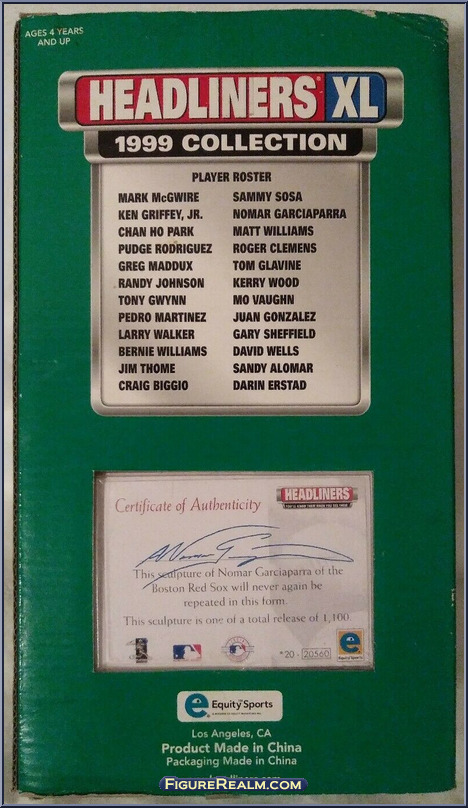 AGES 4 YEARS
AND UP
HEADLINERS XL
1999 COLLECTION
PLAYER ROSTER
MARK McGWIRE SAMMY SOSA
KEN GRIFFEY, JR. NOMAR GARCIAPARRA
CHAN HO PARK MATT WILLIAMS
PUDGE RODRIGUEZ ROGER CLEMENS
GREG MADDUX TOM GLAVINE
RANDY JOHNSON KERRY WOOD
TONY GWYNN MO VAUGHN
PEDRO MARTINEZ JUAN GONZALEZ
LARRY WALKER GARY SHEFFIELD
BERNIE WILLIAMS DAVID WELLS
JIM THOME SANDY ALOMAR
CRAIG BIGGIO DARIN ERSTAD
Certificate of Authenticity
HEADLINERS
This sculpture of Nomar Garciaparra of the
Boston Red Sox will never again be
repeated in this form.
This sculpture is one of a total release of 1,100
*20 - 20560
e Equity Sports
Los Angeles, CA
Product Made in China
Packaging Made in China
FIGUREREALM.COM